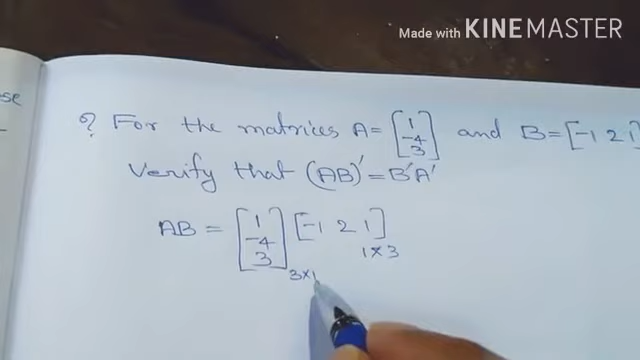 Made with KINEMASTER
ose
? For the matrices A = [1 -4 3] and B = [-1 2 1]
Verify that (AB)' = B'A'
AB = [1 -4 3] [-1 2 1]
1×3
3×1